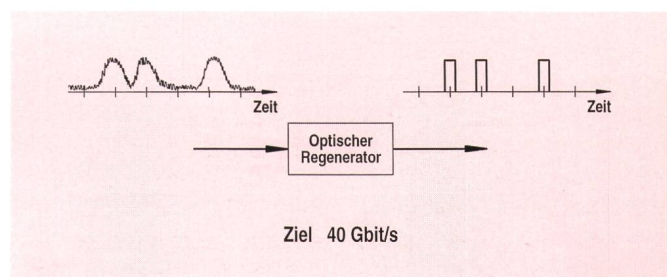 Zeit
Zeit
Optischer
Regenerator
Ziel 40 Gbit/s